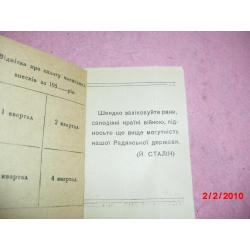 Відмітка про сплату членських
внесків за 195 рік
1 квартал
2 квартал
квартал
4 квартал
Швидко заліковуйте рани,
заподіяні країні війною, під-
носьте ще вище могутність
нашої Радянської держави.
(Й. СТАЛІН)
2/2/2010